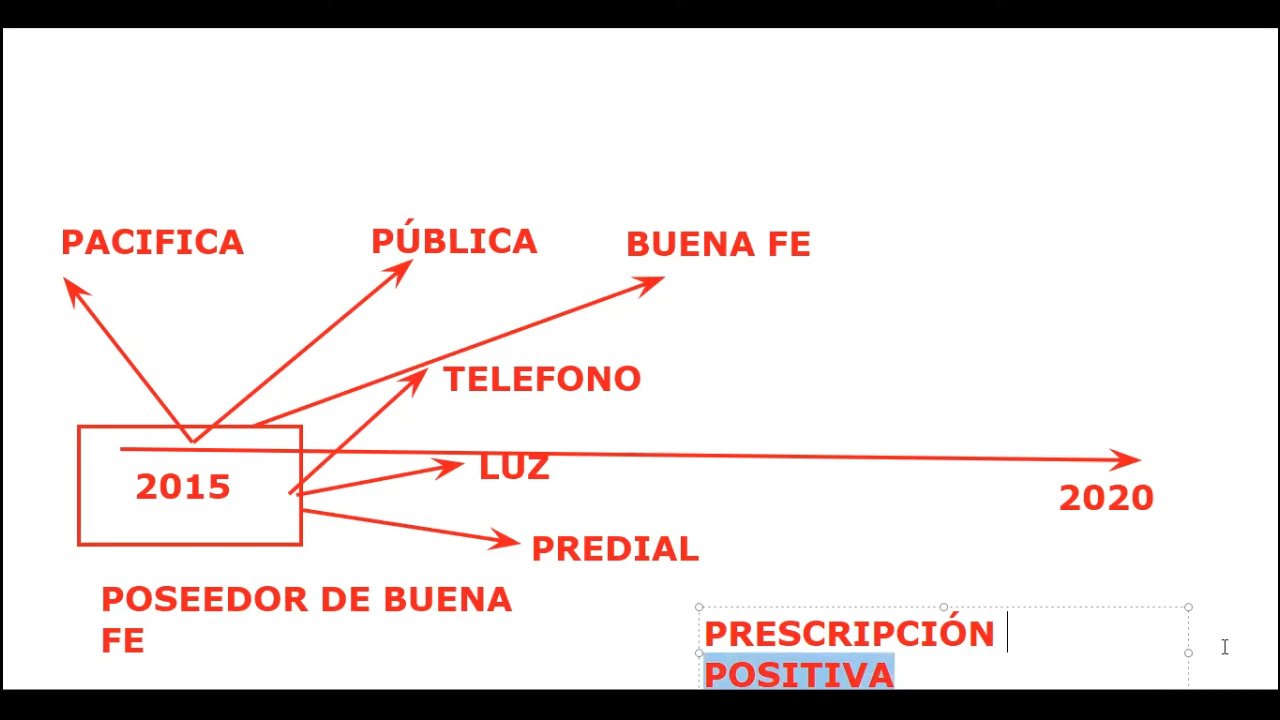 PACIFICA
PÚBLICA
BUENA FE
TELEFONO
LUZ
2015
2020
PREDIAL
POSEEDOR DE BUENA
FE
PRESCRIPCIÓN
POSITIVA